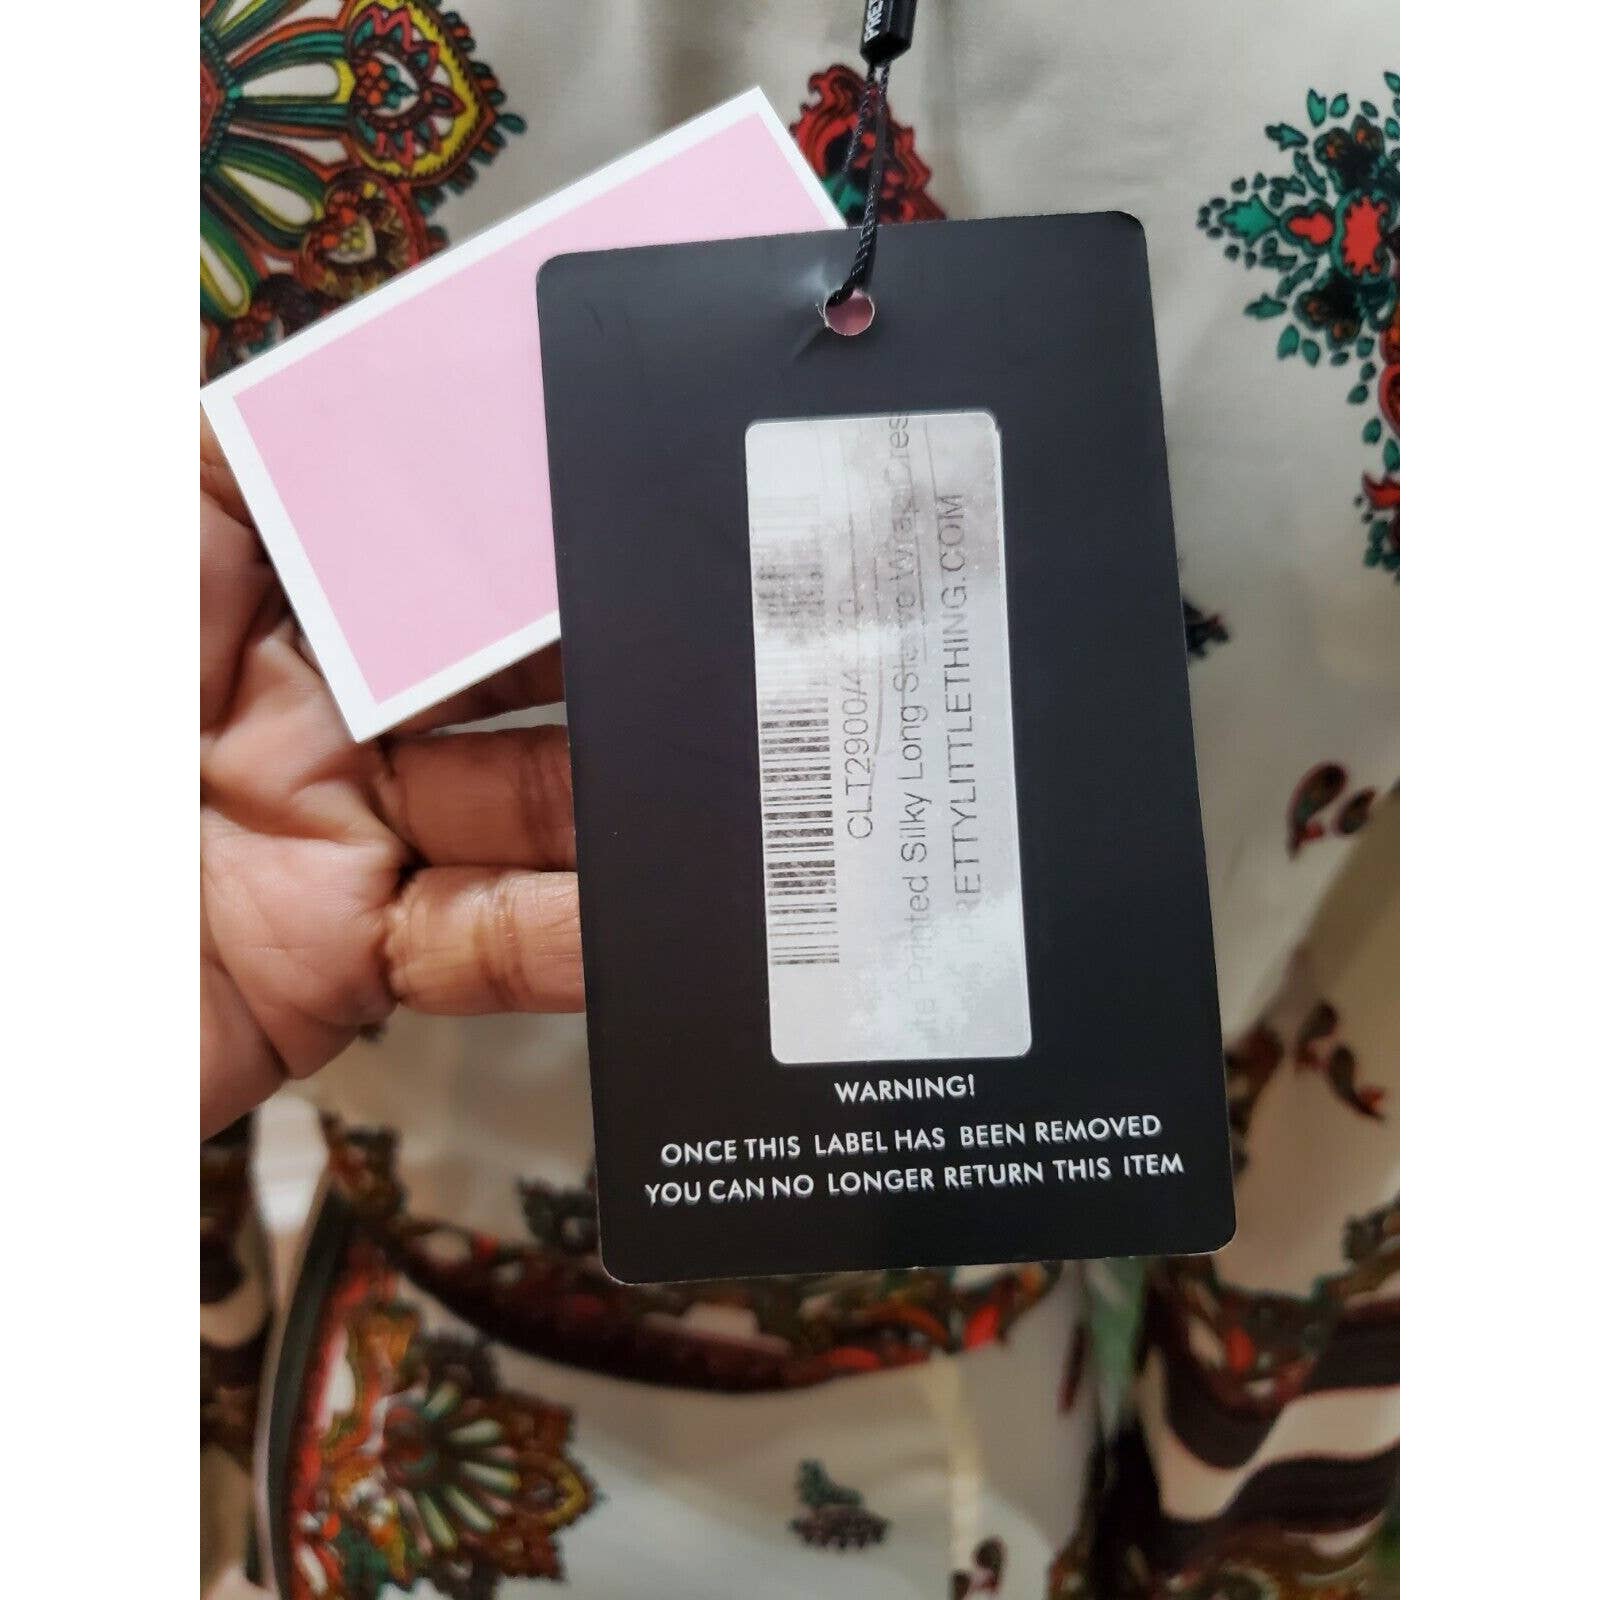 CLT2900/4
Printed Silky Long Sleeve Wrap
PRETTYLITTLETHING.COM
WARNING!
ONCE THIS LABEL HAS BEEN REMOVED
YOU CAN NO LONGER RETURN THIS ITEM